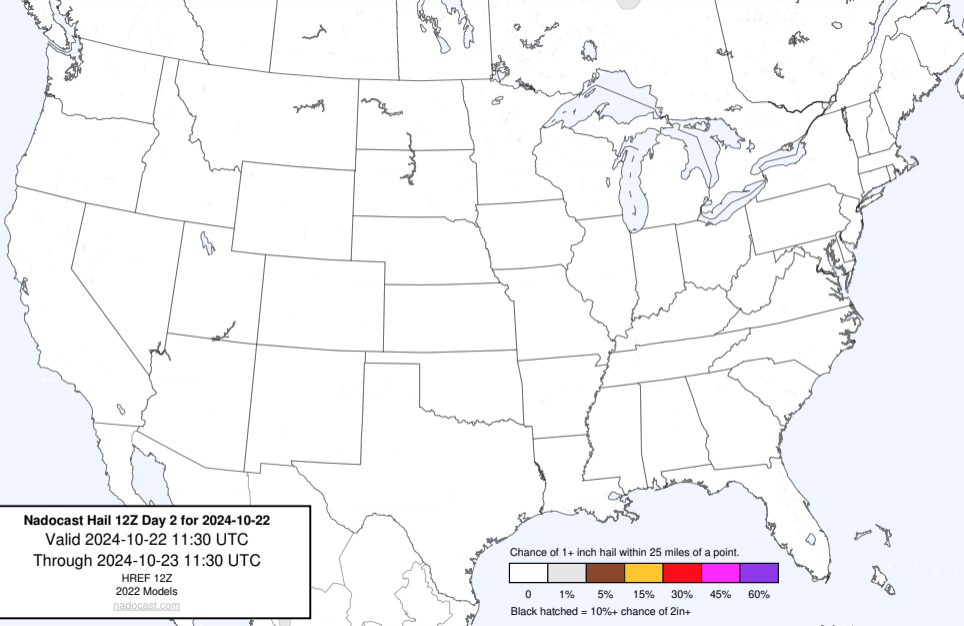 Nadocast Hail 12Z Day 2 for 2024-10-22
Valid 2024-10-22 11:30 UTC
Through 2024-10-23 11:30 UTC
HREF 12Z
2022 Models
nadocast.com
Chance of 1+ inch hail within 25 miles of a point.
0 1% 5% 15% 30% 45% 60%
Black hatched = 10%+ chance of 2in+